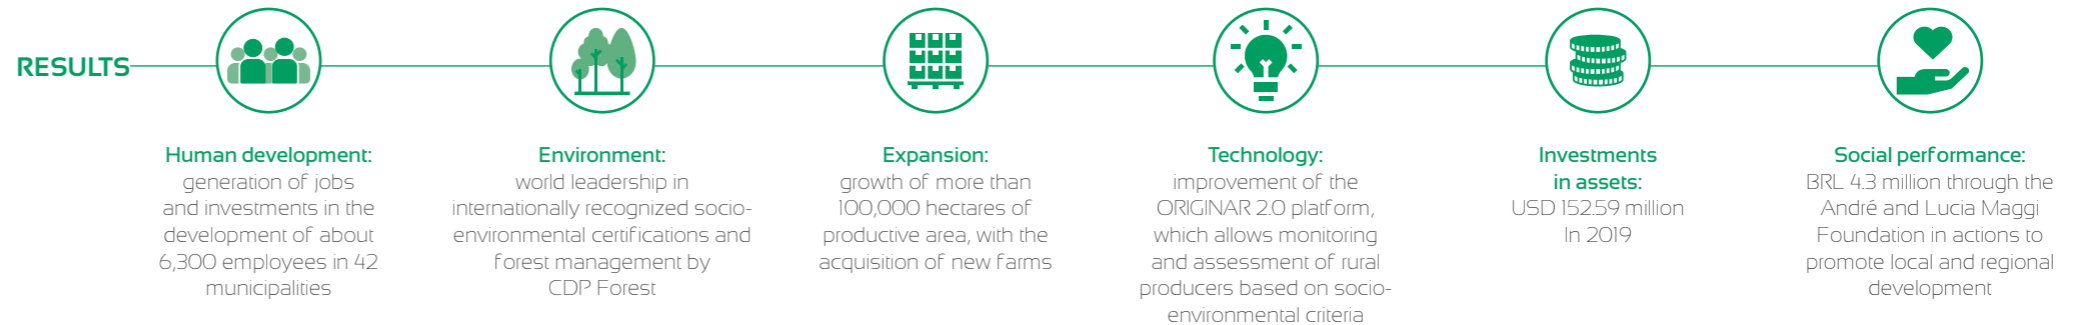 RESULTS
Human development:
generation of jobs
and investments in the
development of about
6,300 employees in 42
municipalities
Environment:
world leadership in
internationally recognized socio-
environmental certifications and
forest management by
CDP Forest
Expansion:
growth of more than
100,000 hectares of
productive area, with the
acquisition of new farms
Technology:
improvement of the
ORIGINAR 2.0 platform,
which allows monitoring
and assessment of rural
producers based on socio-
environmental criteria
Investments
in assets:
USD 152.59 million
In 2019
Social performance:
BRL 4.3 million through the
André and Lucia Maggi
Foundation in actions to
promote local and regional
development